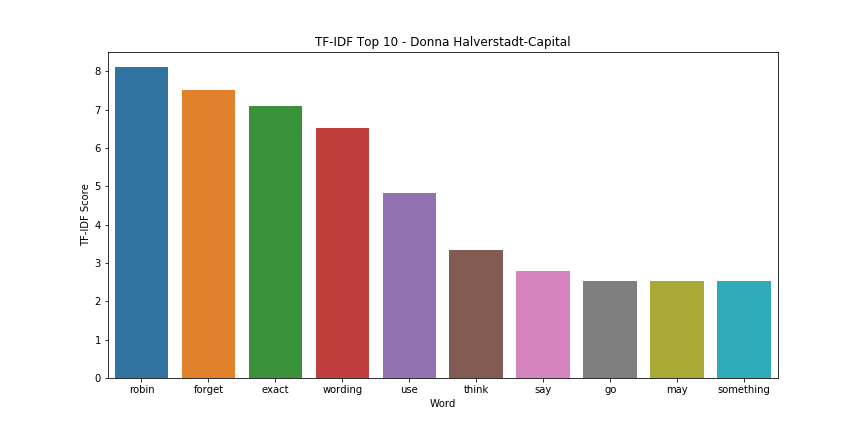 TF-IDF Top 10 - Donna Halverstadt-Capital
TF-IDF Score
8
7
6
5
4
3
2
1
0
robin forget exact wording use think say go may something
Word